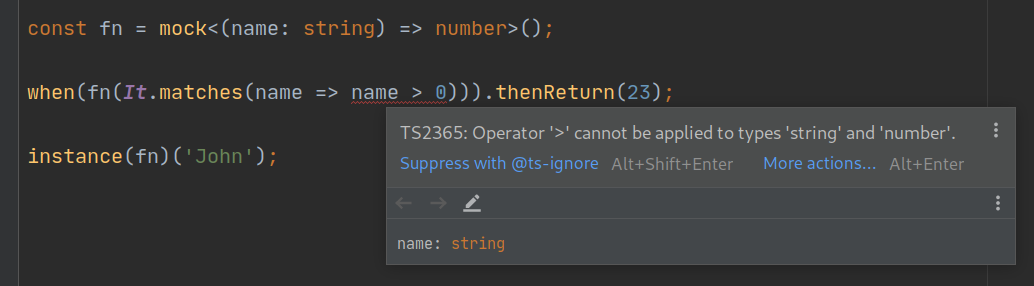 const fn = mock<(name: string) => number>();
when(fn(It.matches(name => name > 0))).thenReturn(23);
TS2365: Operator '>' cannot be applied to types 'string' and 'number'.
instance(fn)('John');
Suppress with @ts-ignore Alt+Shift+Enter More actions... Alt+Enter
name: string